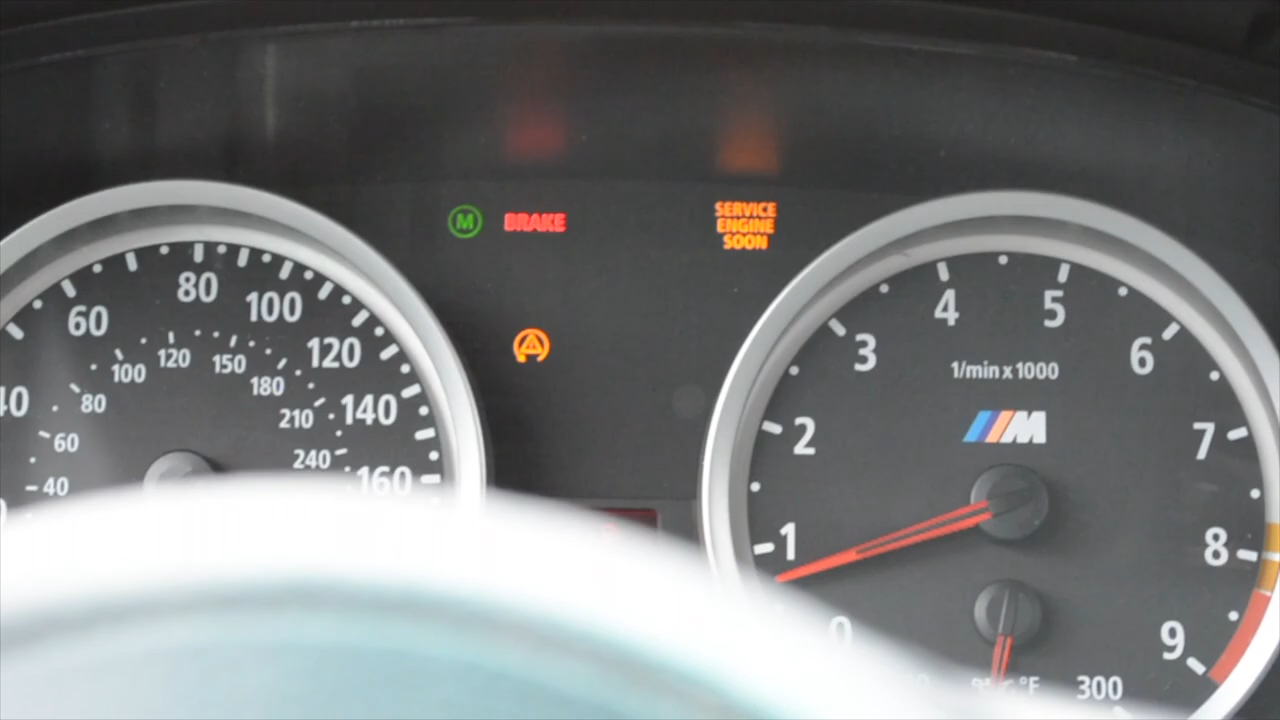 M BRAKE
SERVICE
ENGINE
SOON
40 60 80 100 120 140 160
40 60 80 100 120 150 180 210 240
0 1 2 3 4 5 6 7 8 9
1/min x 1000
M
°F 300